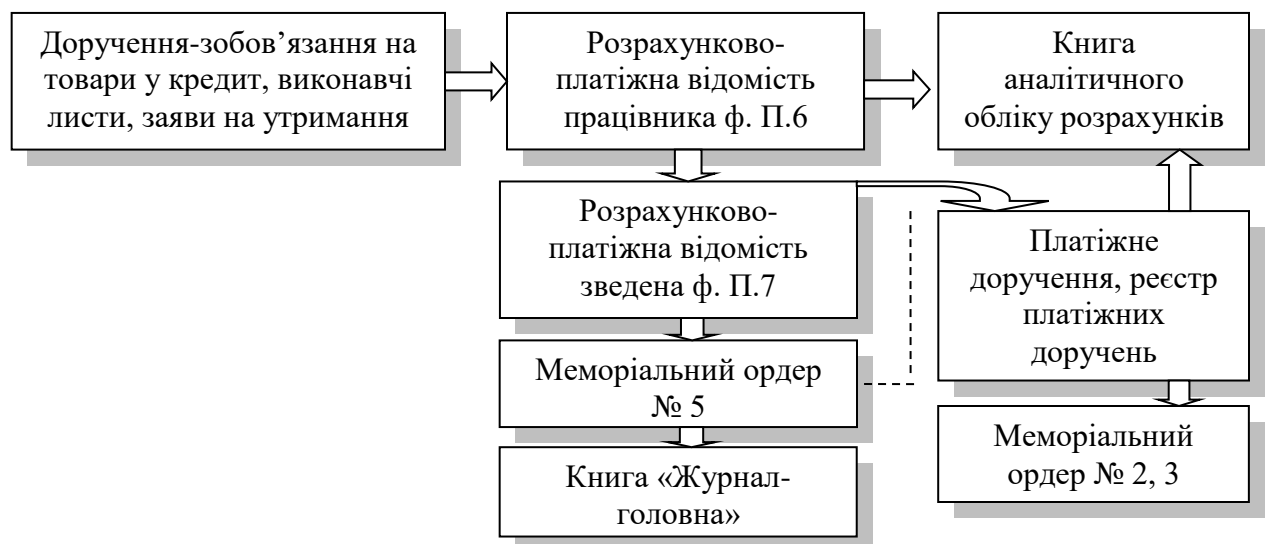 Доручення-зобов’язання на
товари у кредит, виконавчі
листи, заяви на утримання
Розрахунково-
платіжна відомість
працівника ф. П.6
Книга
аналітичного
обліку розрахунків
Розрахунково-
платіжна відомість
зведена ф. П.7
Платіжне
доручення, реєстр
платіжних
доручень
Меморіальний ордер
№ 5
Меморіальний
ордер № 2, 3
Книга «Журнал-
головна»